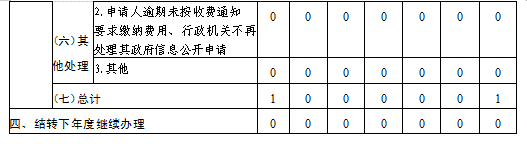 2.申请人逾期未按收费通知
要求缴纳费用、行政机关不再
处理其政府信息公开申请
0 0 0 0 0 0 0
（六）其
他处理
3.其他
0 0 0 0 0 0 0
（七）总计 1 0 0 0 0 0 1
四、结转下年度继续办理 0 0 0 0 0 0 0